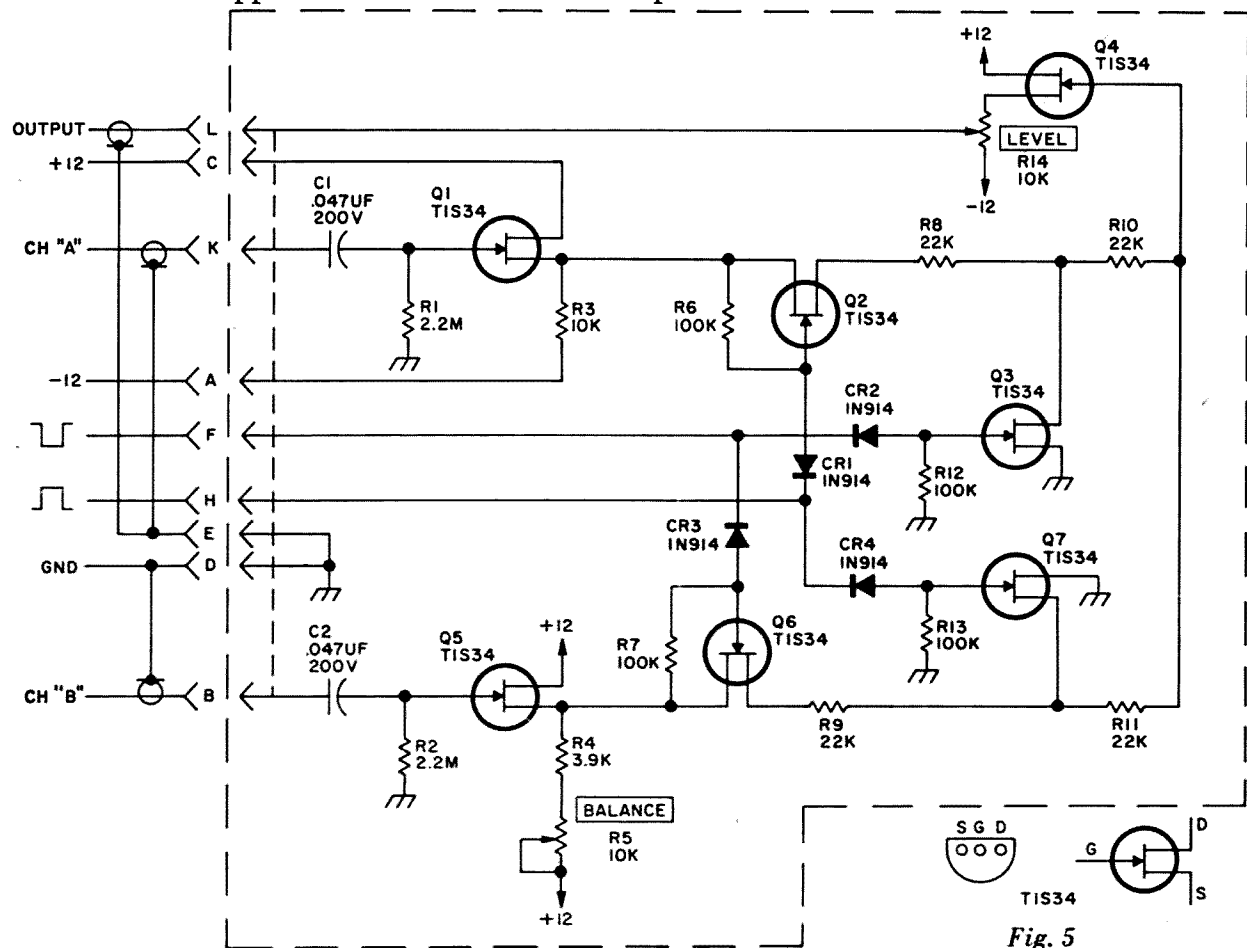 +12
Q4
TIS34
OUTPUT
L
LEVEL
R14
10K
-12
+12
C
C1
.047UF
200V
Q1
TIS34
CH "A"
K
R8
22K
R10
22K
R1
2.2M
R3
10K
R6
100K
Q2
TIS34
-12
A
CR2
1N914
Q3
TIS34
F
CR1
1N914
R12
100K
H
CR3
1N914
CR4
1N914
Q7
TIS34
E
GND
D
C2
.047UF
200V
Q5
TIS34
+12
R7
100K
Q6
TIS34
R13
100K
CH "B"
B
R9
22K
R11
22K
R2
2.2M
R4
3.9K
BALANCE
R5
10K
+12
S G D
D
G
S
TIS34
Fig. 5